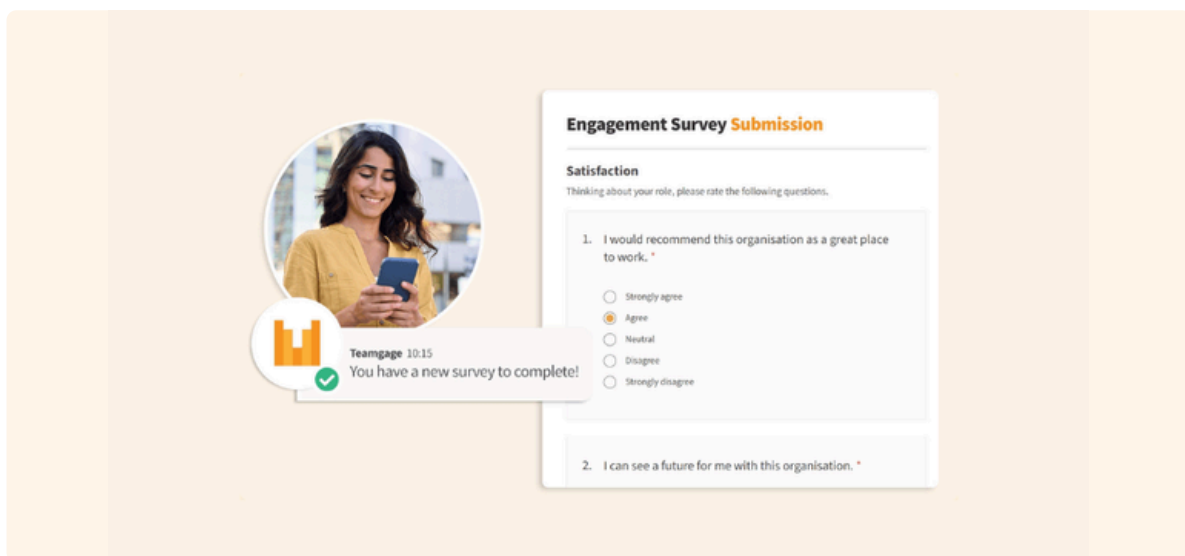 Engagement Survey Submission
Satisfaction
Thinking about your role, please rate the following questions.
1. I would recommend this organisation as a great place
to work. *
Strongly agree
Agree
Neutral
Disagree
Strongly disagree
Teamgage 10:15
You have a new survey to complete!
2. I can see a future for me with this organisation. *